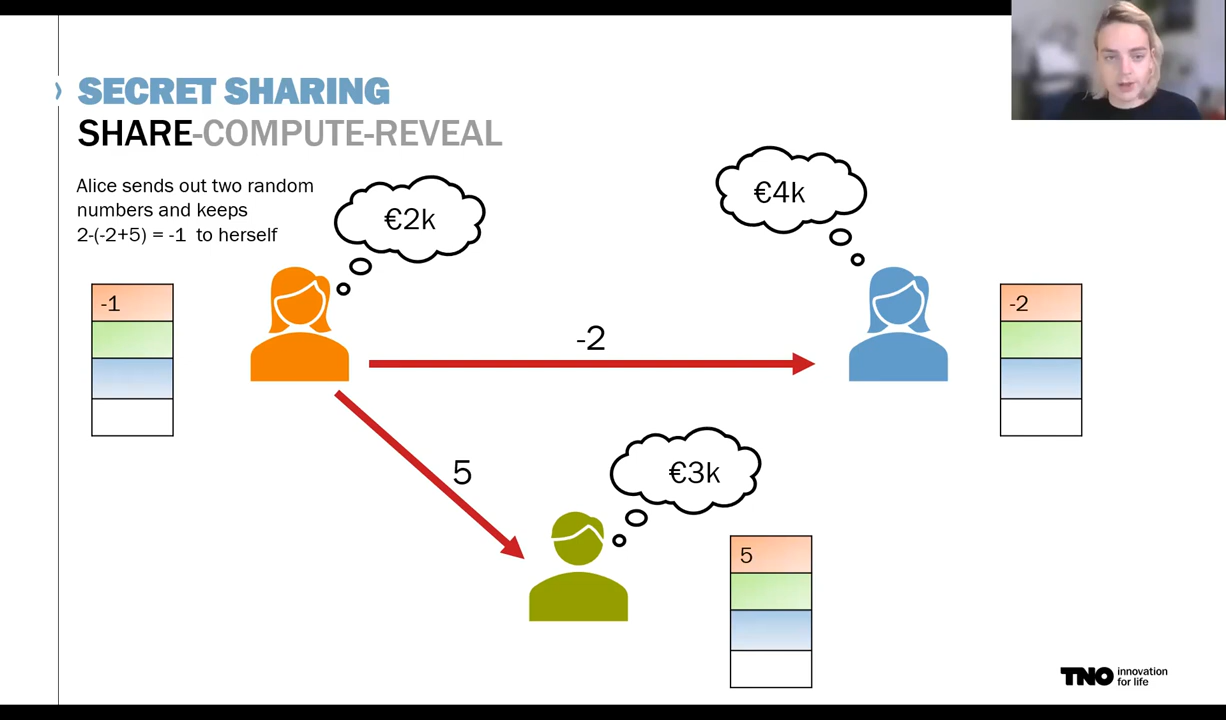 SECRET SHARING
SHARE-COMPUTE-REVEAL
Alice sends out two random
numbers and keeps
2-(-2+5) = -1 to herself
€2k
€4k
-1
-2
-2
5
€3k
5
TNO innovation
for life